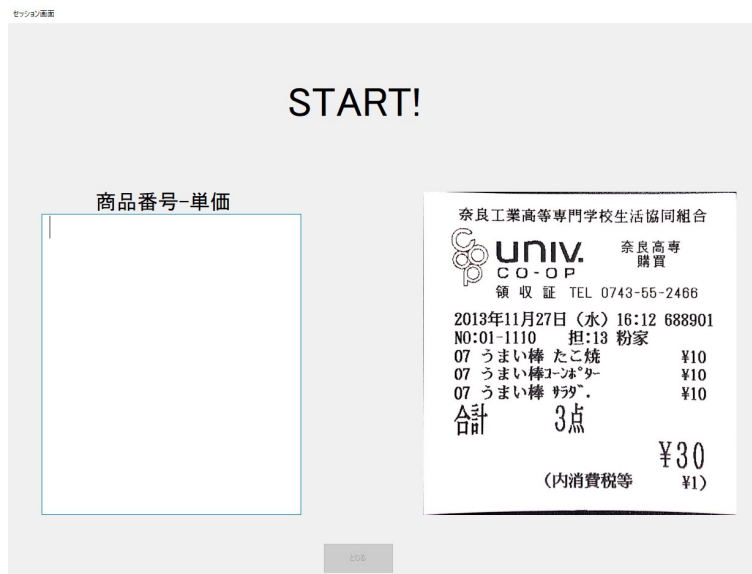 セッション画面
START!
商品番号-単価
奈良工業高等専門学校生活協同組合
coop
univ.
CO-OP
奈良高専
購買
領 収 証 TEL 0743-55-2466
2013年11月27日(水)16:12 688901
NO:01-1110 担:13 粉家
07 うまい棒 たこ焼 ¥10
07 うまい棒コーンポター ¥10
07 うまい棒 サラダ. ¥10
合計 3点
¥30
(内消費税等 ¥1)
とじる